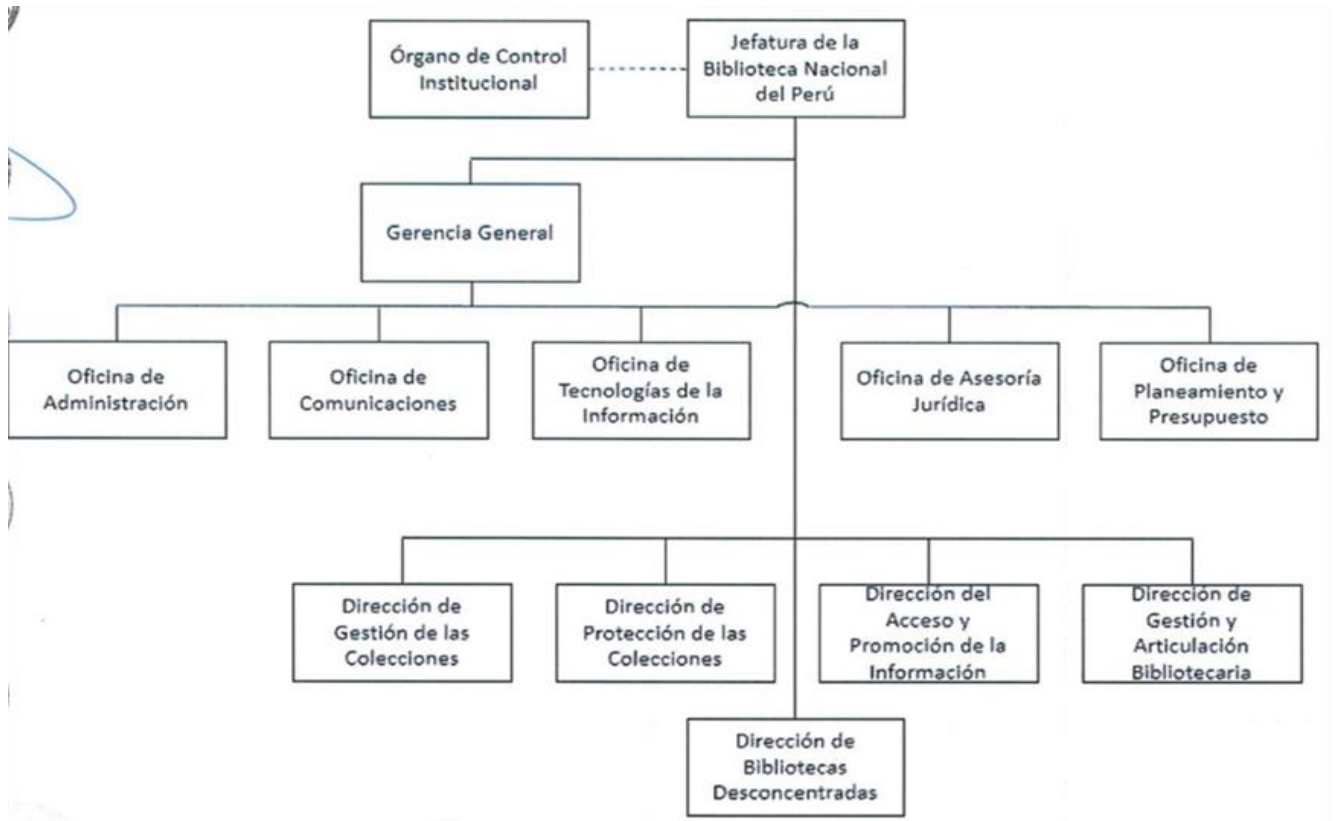 Órgano de Control
Institucional
Jefatura de la
Biblioteca Nacional
del Perú
Gerencia General
Oficina de
Administración
Oficina de
Comunicaciones
Oficina de
Tecnologías de la
Información
Oficina de Asesoría
Jurídica
Oficina de
Planeamiento y
Presupuesto
Dirección de
Gestión de las
Colecciones
Dirección de
Protección de las
Colecciones
Dirección del
Acceso y
Promoción de la
Información
Dirección de
Gestión y
Articulación
Bibliotecaria
Dirección de
Bibliotecas
Desconcentradas